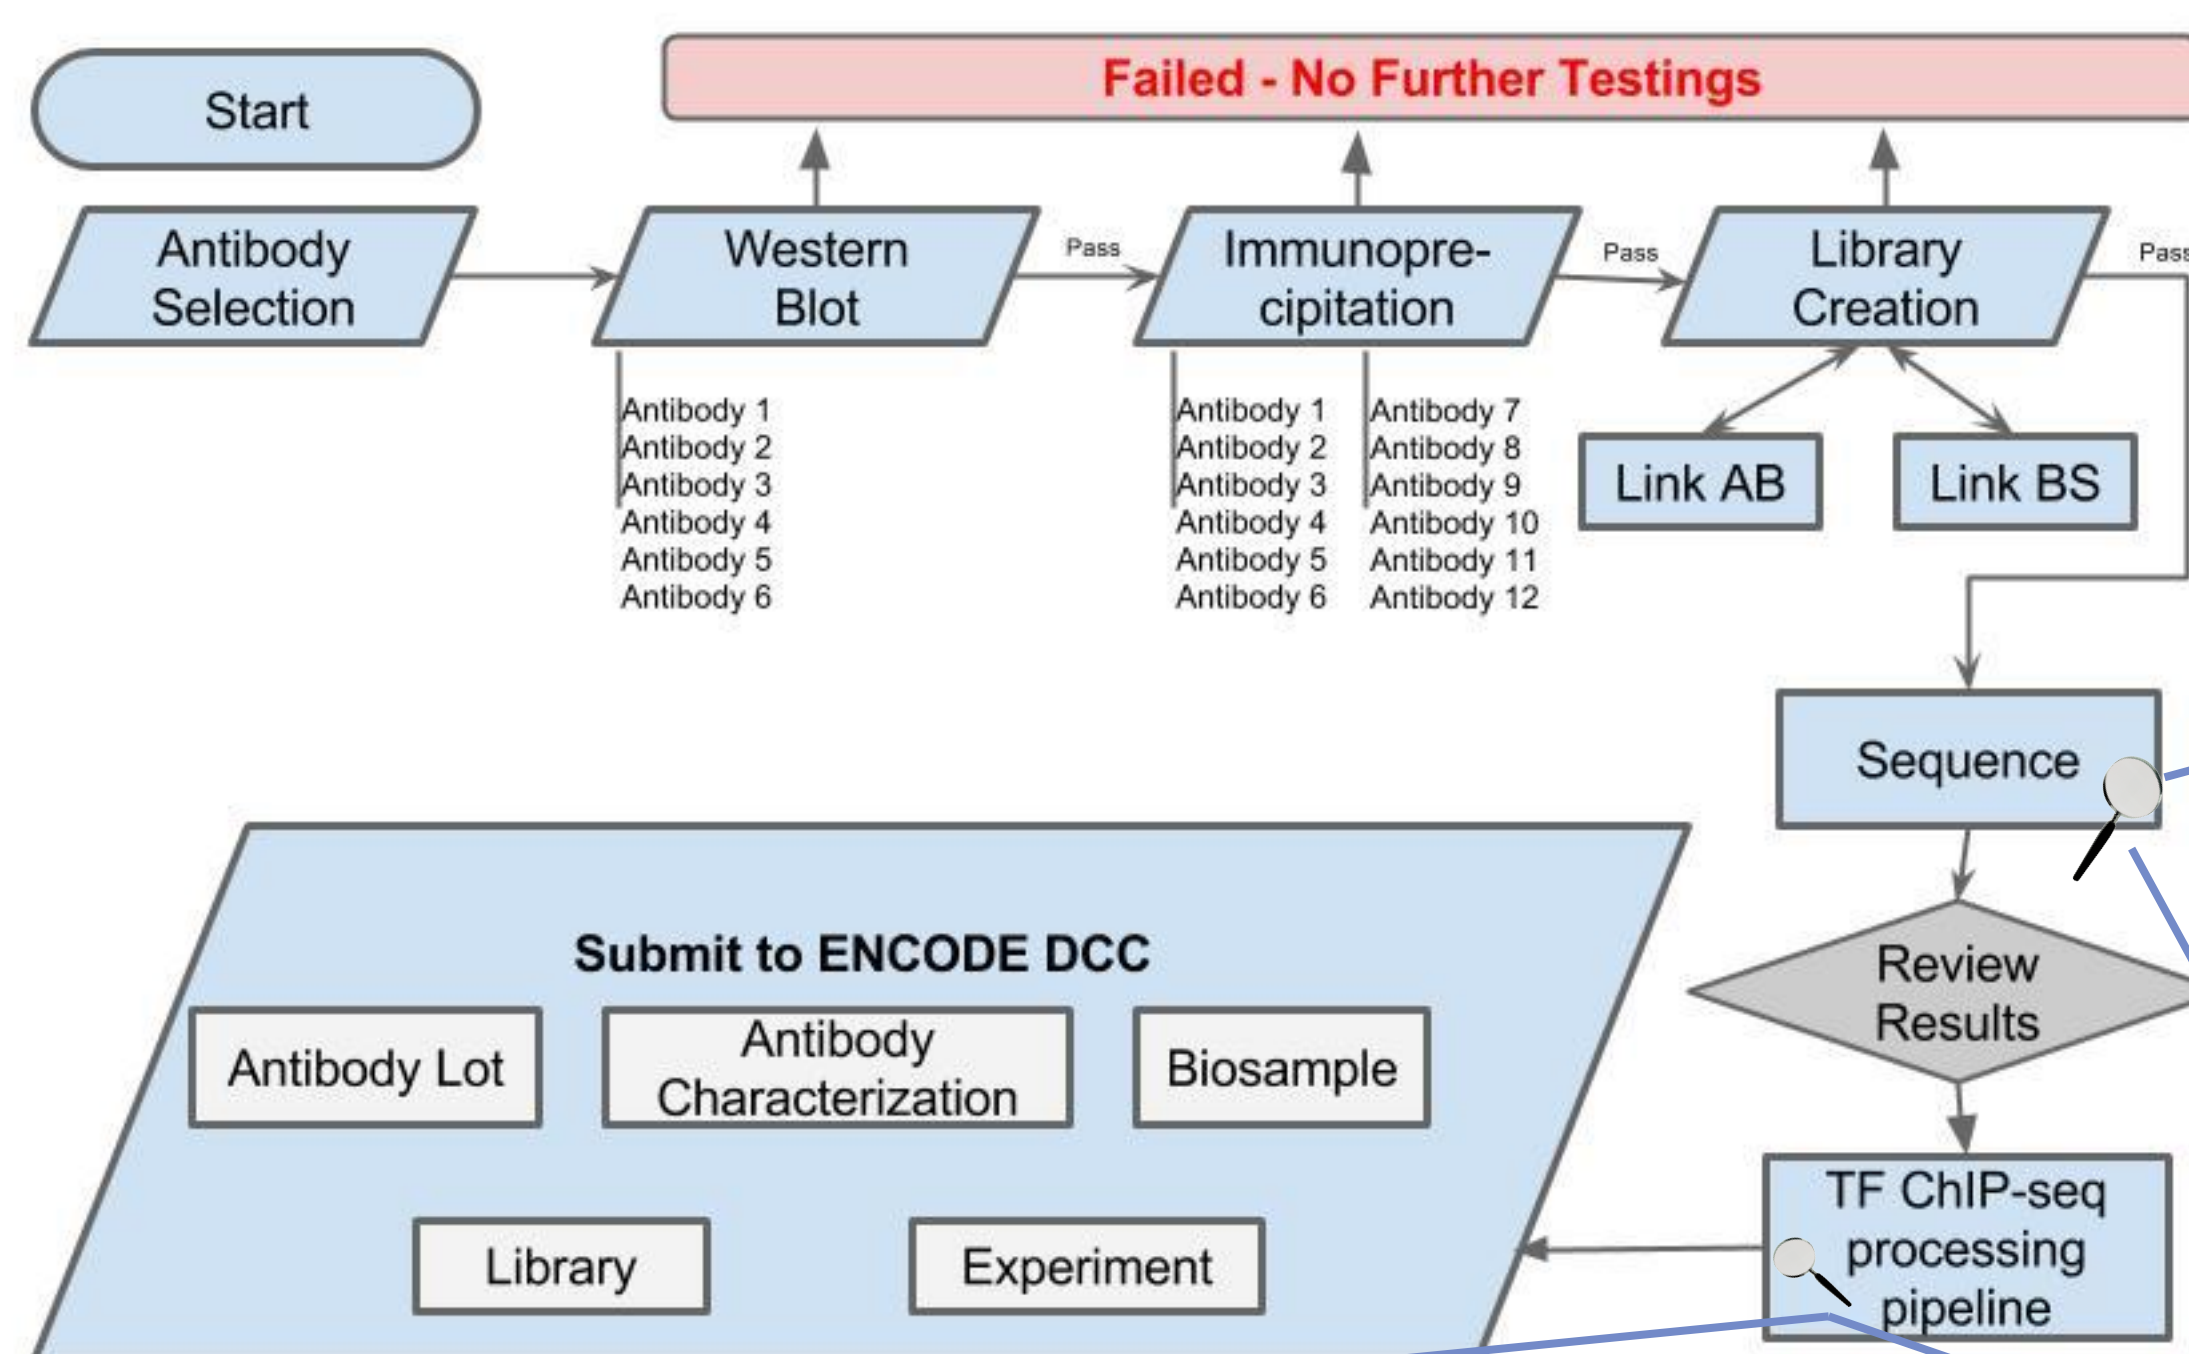 Failed - No Further Testings
Start
Antibody
Selection
Western
Blot
Pass
Immunopre-
cipitation
Pass
Library
Creation
Pass
Antibody 1
Antibody 2
Antibody 3
Antibody 4
Antibody 5
Antibody 6
Antibody 1
Antibody 2
Antibody 3
Antibody 4
Antibody 5
Antibody 6
Antibody 7
Antibody 8
Antibody 9
Antibody 10
Antibody 11
Antibody 12
Link AB
Link BS
Sequence
Review
Results
TF ChIP-seq
processing
pipeline
Submit to ENCODE DCC
Antibody Lot
Antibody
Characterization
Biosample
Library
Experiment